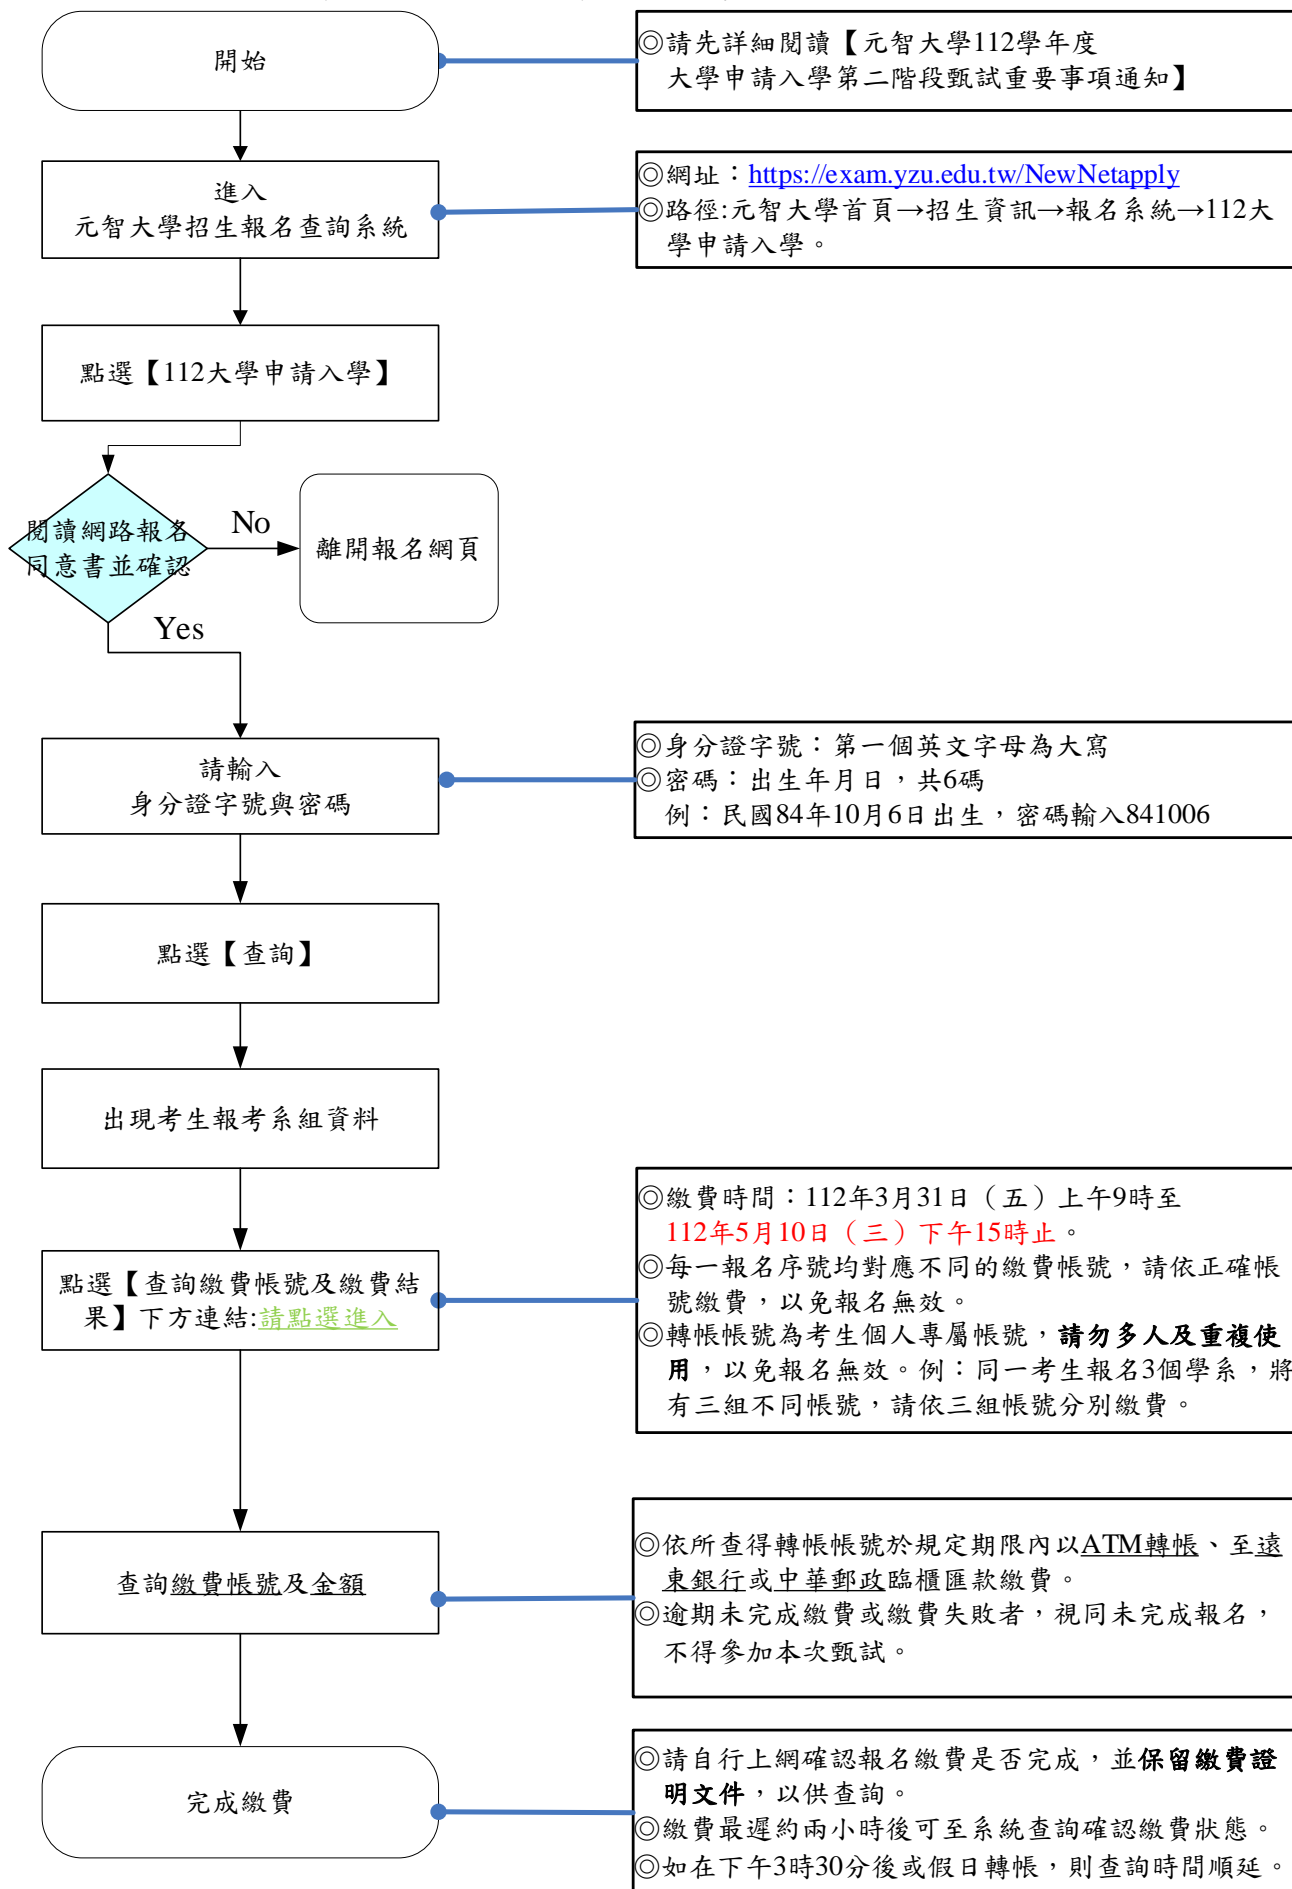 開始
◎請先詳細閱讀【元智大學112學年度
大學申請入學第二階段甄試重要事項通知】
進入
元智大學招生報名查詢系統
◎網址：https://exam.yzu.edu.tw/NewNetapply
◎路徑:元智大學首頁→招生資訊→報名系統→112大
學申請入學。
點選【112大學申請入學】
閱讀網路報名
同意書並確認
No
離開報名網頁
Yes
請輸入
身分證字號與密碼
◎身分證字號：第一個英文字母為大寫
◎密碼：出生年月日，共6碼
例：民國84年10月6日出生，密碼輸入841006
點選【查詢】
出現考生報考系組資料
點選【查詢繳費帳號及繳費結
果】下方連結:請點選進入
◎繳費時間：112年3月31日（五）上午9時至
112年5月10日（三）下午15時止。
◎每一報名序號均對應不同的繳費帳號，請依正確帳
號繳費，以免報名無效。
◎轉帳帳號為考生個人專屬帳號，請勿多人及重複使
用，以免報名無效。例：同一考生報名3個學系，將
有三組不同帳號，請依三組帳號分別繳費。
查詢繳費帳號及金額
◎依所查得轉帳帳號於規定期限內以ATM轉帳、至遠
東銀行或中華郵政臨櫃匯款繳費。
◎逾期未完成繳費或繳費失敗者，視同未完成報名，
不得參加本次甄試。
完成繳費
◎請自行上網確認報名繳費是否完成，並保留繳費證
明文件，以供查詢。
◎繳費最遲約兩小時後可至系統查詢確認繳費狀態。
◎如在下午3時30分後或假日轉帳，則查詢時間順延。